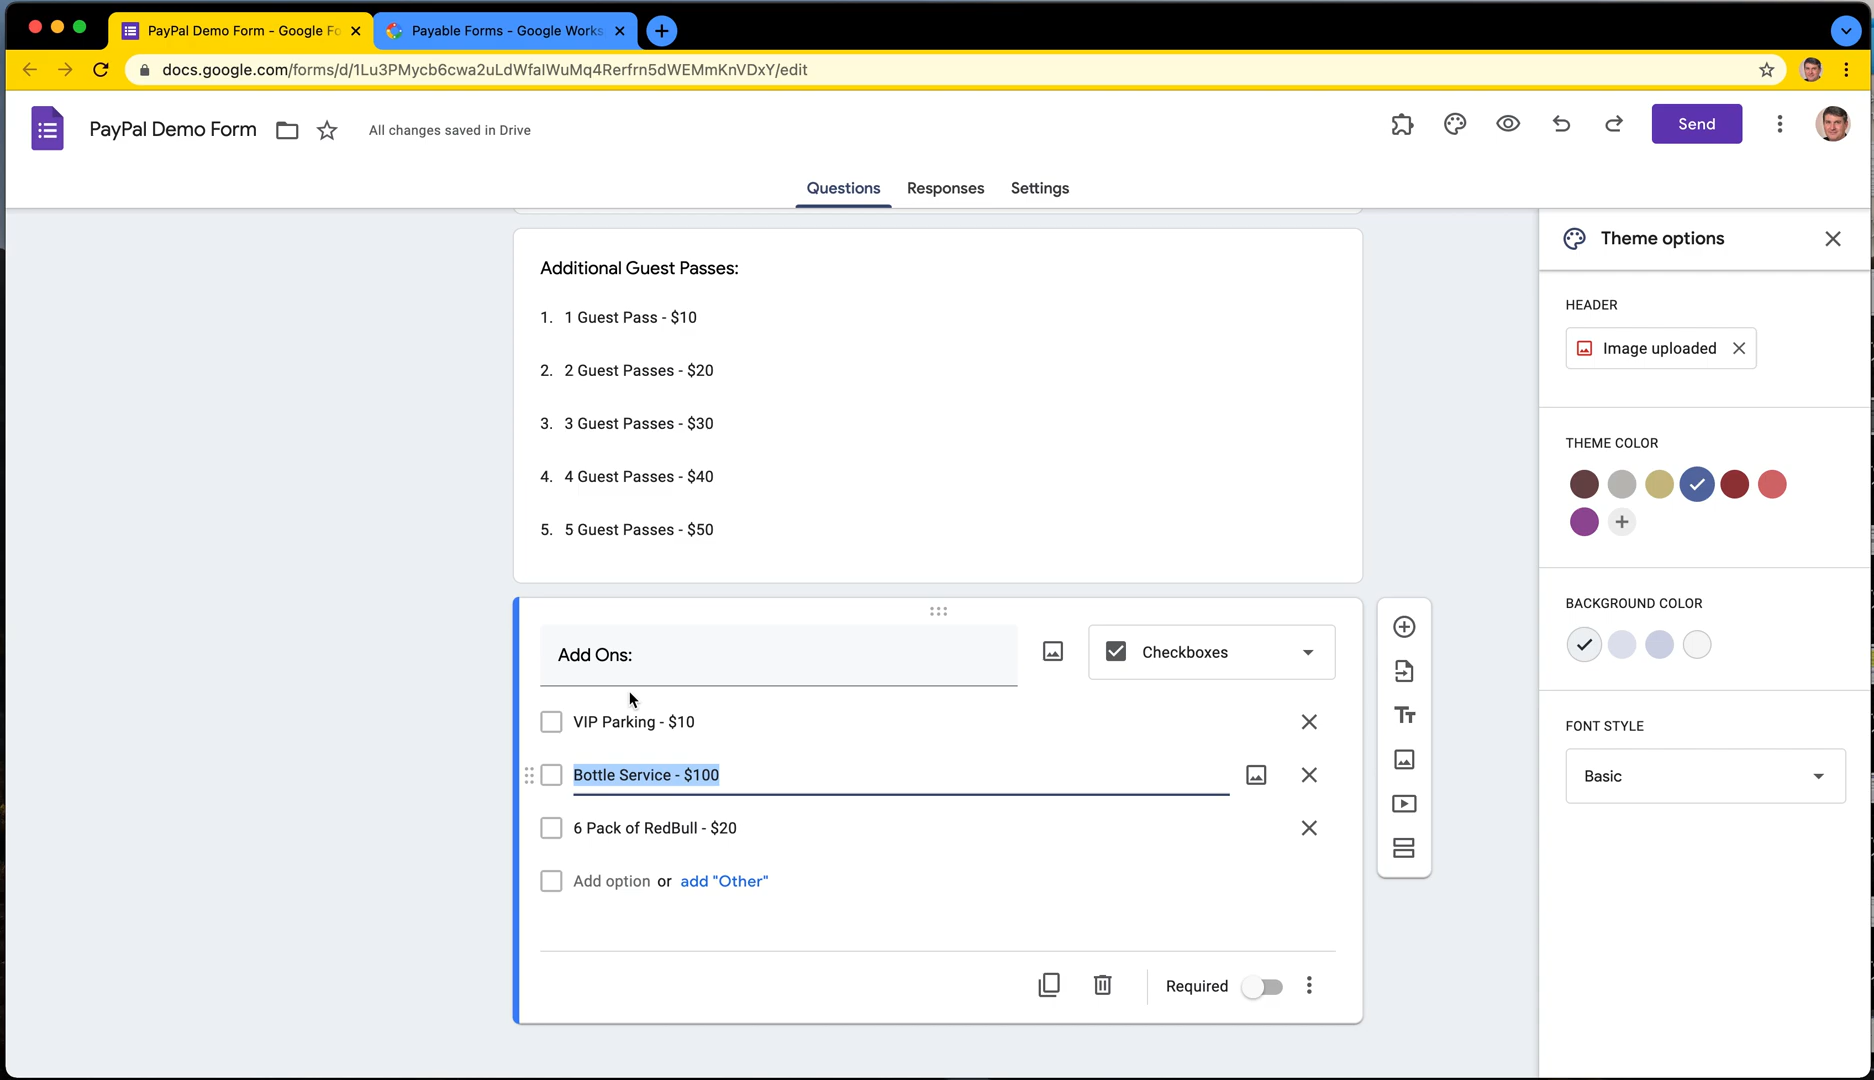 PayPal Demo Form - Google Fo
Payable Forms - Google Works
docs.google.com/forms/d/1Lu3PMycb6cwa2uLdWfalWuMq4Rerfrn5dWEMmKnVDxY/edit
PayPal Demo Form
All changes saved in Drive
Send
Questions
Responses
Settings
Additional Guest Passes:
1. 1 Guest Pass - $10
2. 2 Guest Passes - $20
3. 3 Guest Passes - $30
4. 4 Guest Passes - $40
5. 5 Guest Passes - $50
Add Ons:
Checkboxes
VIP Parking - $10
Bottle Service - $100
6 Pack of RedBull - $20
Add option or add "Other"
Required
Theme options
HEADER
Image uploaded
THEME COLOR
BACKGROUND COLOR
FONT STYLE
Basic